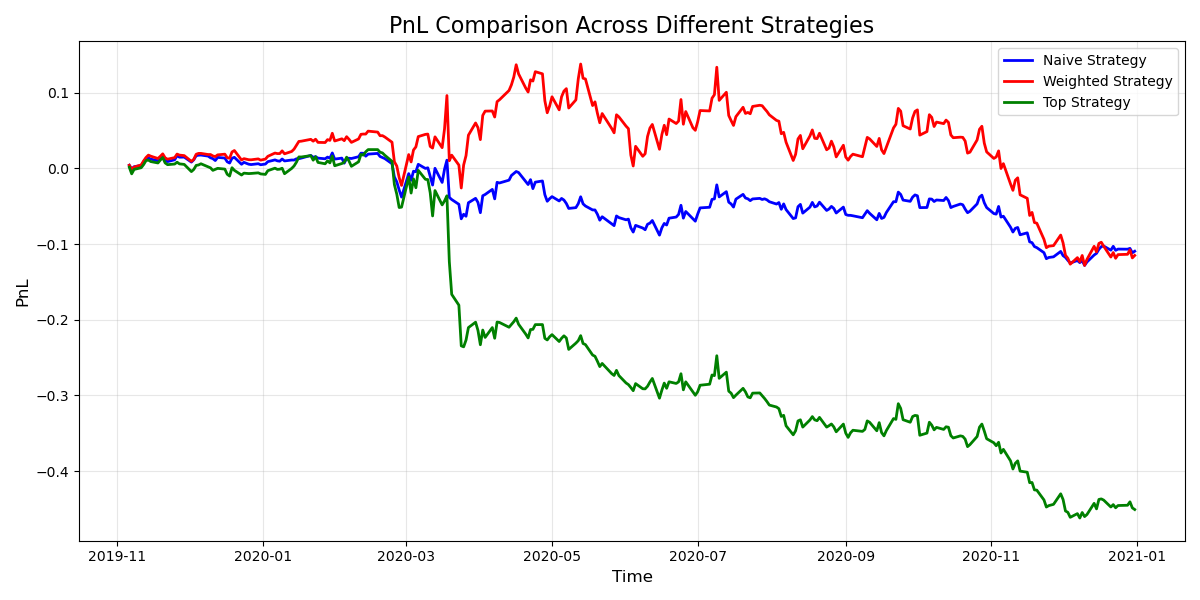 PnL Comparison Across Different Strategies
Naive Strategy
Weighted Strategy
Top Strategy
PnL
0.1
0.0
−0.1
−0.2
−0.3
−0.4
2019-11
2020-01
2020-03
2020-05
2020-07
2020-09
2020-11
2021-01
Time